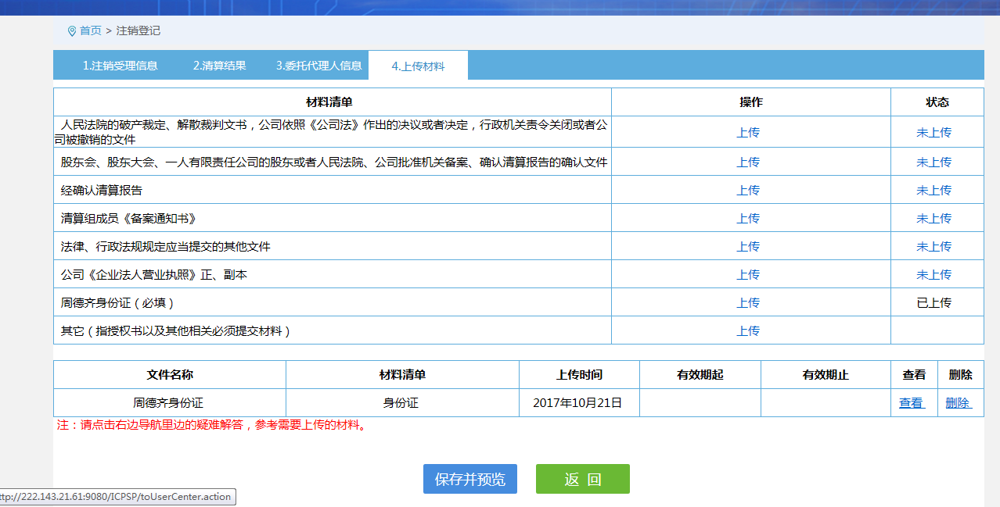 首页 > 注销登记
1.注销受理信息 2.清算结果 3.委托代理人信息 4.上传材料
材料清单 操作 状态
人民法院的破产裁定、解散裁判文书，公司依照《公司法》作出的决议或者决定，行政机关责令关闭或者公
司被撤销的文件 上传 未上传
股东会、股东大会、一人有限责任公司的股东或者人民法院、公司批准机关备案、确认清算报告的确认文件 上传 未上传
经确认清算报告 上传 未上传
清算组成员《备案通知书》 上传 未上传
法律、行政法规规定应当提交的其他文件 上传 未上传
公司《企业法人营业执照》正、副本 上传 未上传
周德齐身份证（必填） 上传 已上传
其它（指授权书以及其他相关必须提交材料） 上传
文件名称 材料清单 上传时间 有效期起 有效期止 查看 删除
周德齐身份证 身份证 2017年10月21日 查看 删除
注：请点击右边导航里边的疑难解答，参考需要上传的材料。
保存并预览 返 回
ttp://222.143.21.61:9080/ICPSP/toUserCenter.action